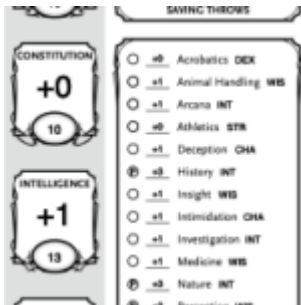 SAVING THROWS
CONSTITUTION
+0
10
INTELLIGENCE
+1
13
+0 Acrobatics DEX
+1 Animal Handling WIS
+1 Arcana INT
+0 Athletics STR
+1 Deception CHA
P +3 History INT
+1 Insight WIS
+1 Intimidation CHA
+1 Investigation INT
+1 Medicine WIS
P +3 Nature INT